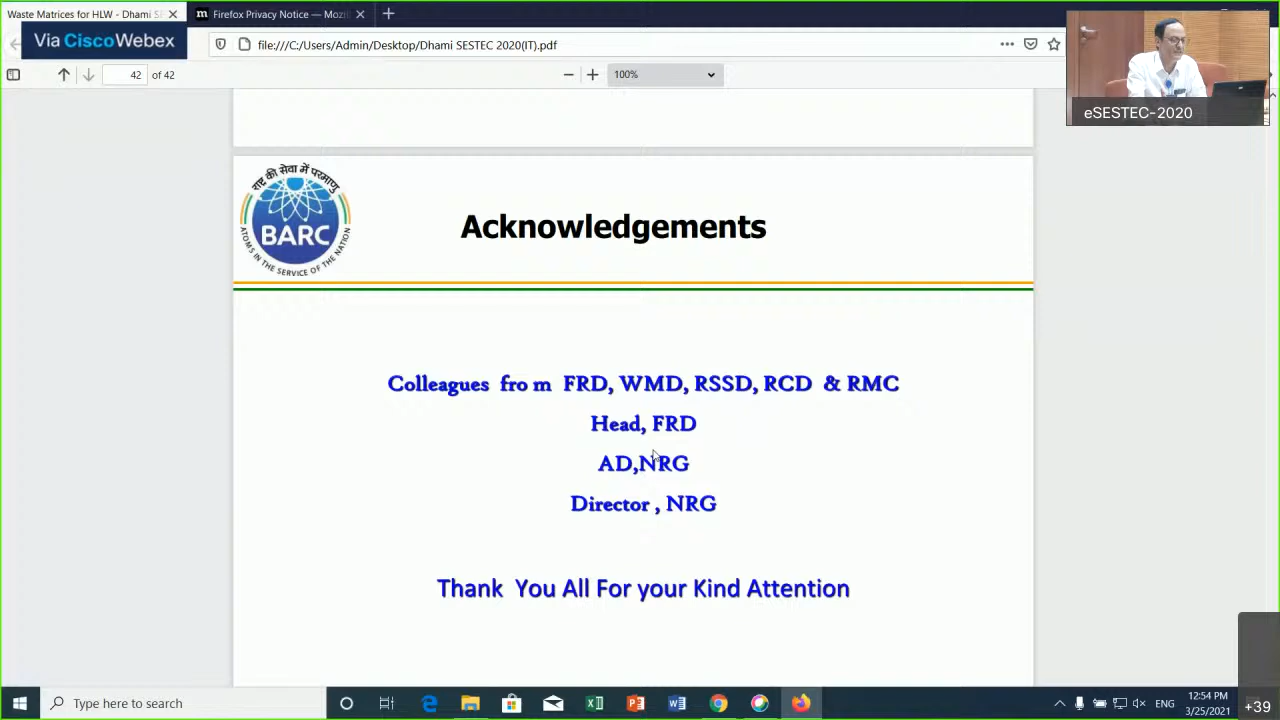 Waste Matrices for HLW - Dhami SE
Firefox Privacy Notice — Mozil
Via CiscoWebex
file:///C:/Users/Admin/Desktop/Dhami SESTEC 2020(IT).pdf
42 of 42
100%
eSESTEC-2020
राष्ट्र की सेवा में परमाणु
BARC
ATOMS IN THE SERVICE OF THE NATION
Acknowledgements
Colleagues fro m FRD, WMD, RSSD, RCD & RMC
Head, FRD
AD,NRG
Director , NRG
Thank You All For your Kind Attention
Type here to search
ENG
12:54 PM
3/25/2021
+39